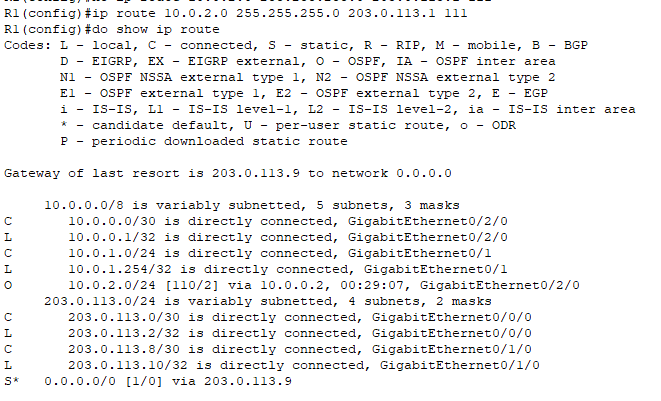 R1(config)#ip route 10.0.2.0 255.255.255.0 203.0.113.1 111
R1(config)#do show ip route
Codes: L - local, C - connected, S - static, R - RIP, M - mobile, B - BGP
D - EIGRP, EX - EIGRP external, O - OSPF, IA - OSPF inter area
N1 - OSPF NSSA external type 1, N2 - OSPF NSSA external type 2
E1 - OSPF external type 1, E2 - OSPF external type 2, E - EGP
i - IS-IS, L1 - IS-IS level-1, L2 - IS-IS level-2, ia - IS-IS inter area
* - candidate default, U - per-user static route, o - ODR
P - periodic downloaded static route
Gateway of last resort is 203.0.113.9 to network 0.0.0.0
10.0.0.0/8 is variably subnetted, 5 subnets, 3 masks
C 10.0.0.0/30 is directly connected, GigabitEthernet0/2/0
L 10.0.0.1/32 is directly connected, GigabitEthernet0/2/0
C 10.0.1.0/24 is directly connected, GigabitEthernet0/1
L 10.0.1.254/32 is directly connected, GigabitEthernet0/1
O 10.0.2.0/24 [110/2] via 10.0.0.2, 00:29:07, GigabitEthernet0/2/0
203.0.113.0/24 is variably subnetted, 4 subnets, 2 masks
C 203.0.113.0/30 is directly connected, GigabitEthernet0/0/0
L 203.0.113.2/32 is directly connected, GigabitEthernet0/0/0
C 203.0.113.8/30 is directly connected, GigabitEthernet0/1/0
L 203.0.113.10/32 is directly connected, GigabitEthernet0/1/0
S* 0.0.0.0/0 [1/0] via 203.0.113.9